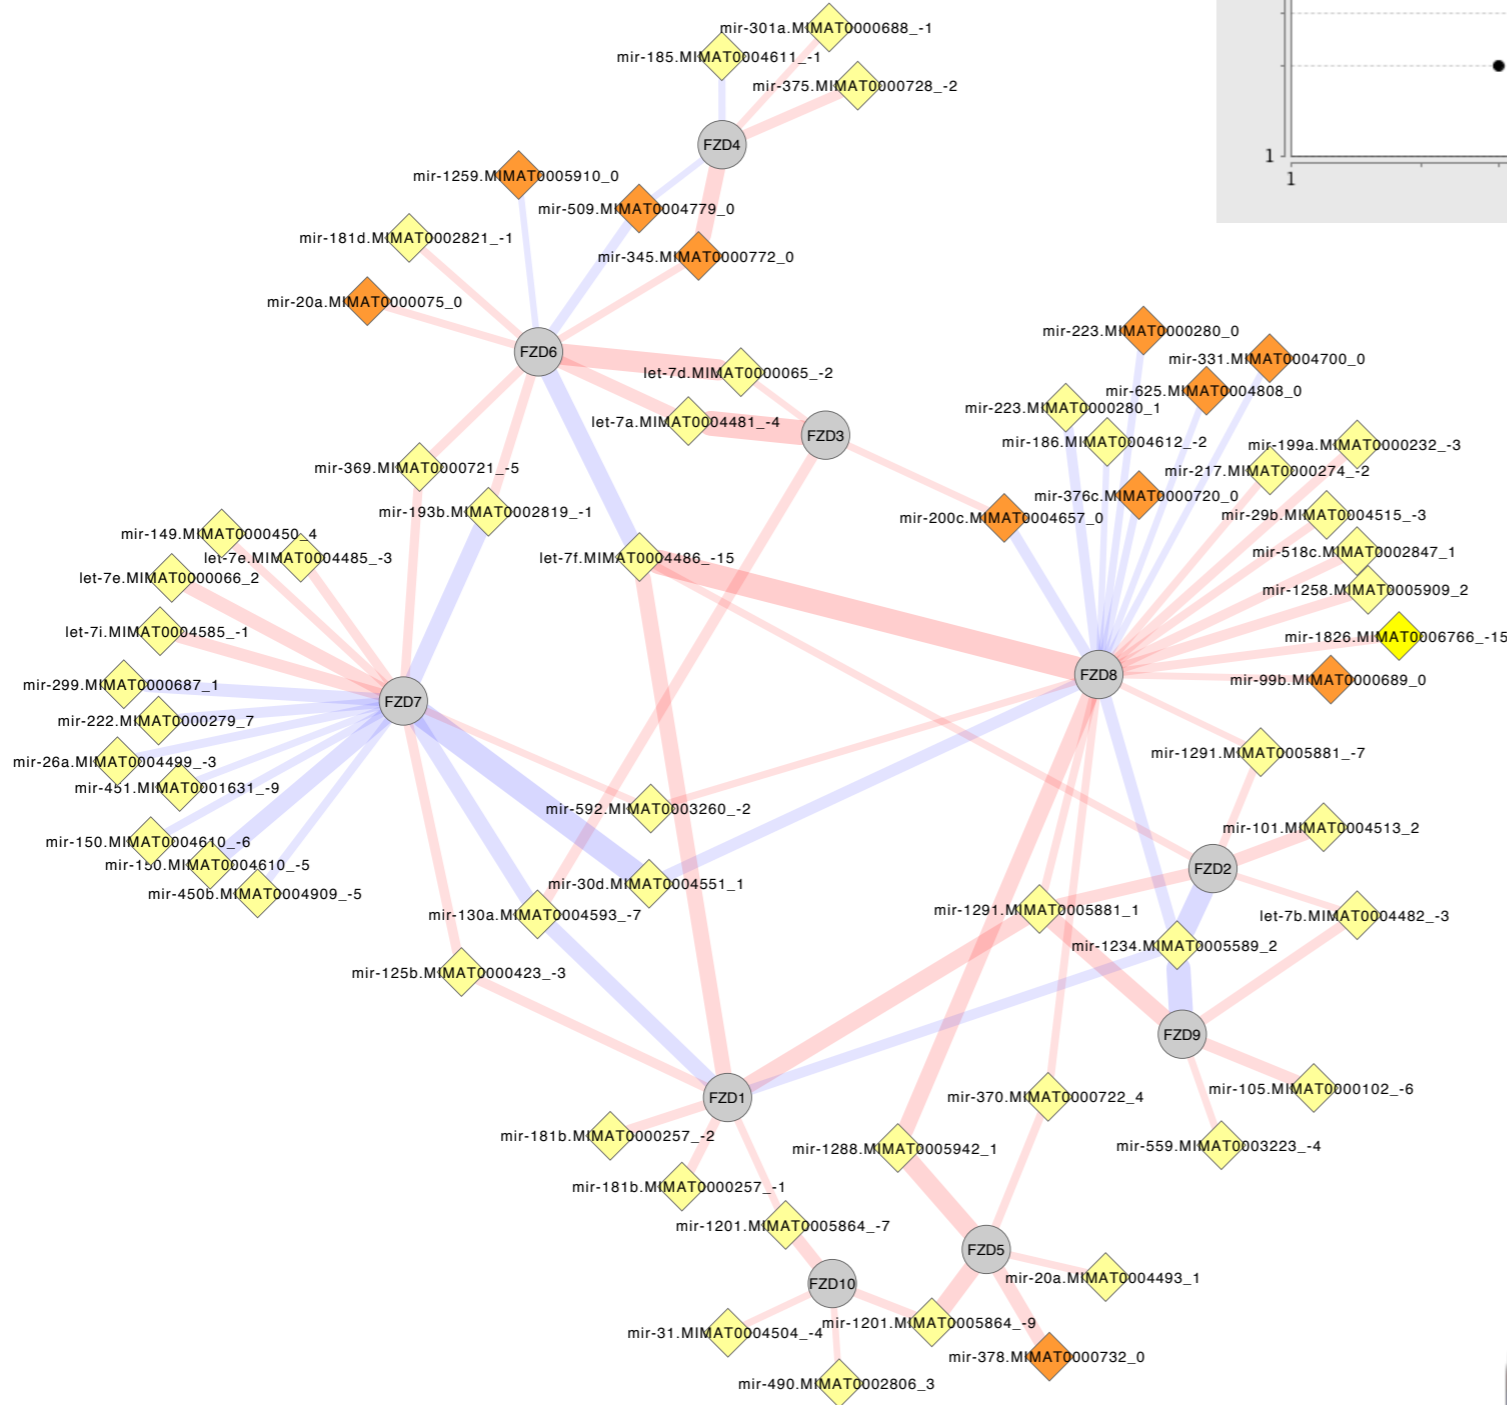 mir-301a.MIMAT0000688_-1
mir-185.MIMAT0004611_-1
mir-375.MIMAT0000728_-2
FZD4
1
1
mir-1259.MIMAT0005910_0
mir-509.MIMAT0004779_0
mir-181d.MIMAT0002821_-1
mir-345.MIMAT0000772_0
mir-20a.MIMAT0000075_0
mir-223.MIMAT0000280_0
FZD6
mir-331.MIMAT0004700_0
let-7d.MIMAT0000065_-2
mir-625.MIMAT0004808_0
mir-223.MIMAT0000280_1
let-7a.MIMAT0004481_-4
FZD3
mir-186.MIMAT0004612_-2
mir-199a.MIMAT0000232_-3
mir-369.MIMAT0000721_-5
mir-217.MIMAT0000274_-2
mir-376c.MIMAT0000720_0
mir-193b.MIMAT0002819_-1
mir-200c.MIMAT0004657_0
mir-29b.MIMAT0004515_-3
mir-149.MIMAT0000450_4
let-7e.MIMAT0004485_-3
let-7f.MIMAT0004486_-15
mir-518c.MIMAT0002847_1
let-7e.MIMAT0000066_2
mir-1258.MIMAT0005909_2
let-7i.MIMAT0004585_-1
mir-1826.MIMAT0006766_-15
FZD8
mir-99b.MIMAT0000689_0
mir-299.MIMAT0000687_1
FZD7
mir-222.MIMAT0000279_7
mir-1291.MIMAT0005881_-7
mir-26a.MIMAT0004499_-3
mir-451.MIMAT0001631_-9
mir-592.MIMAT0003260_-2
mir-101.MIMAT0004513_2
mir-150.MIMAT0004610_-6
mir-150.MIMAT0004610_-5
FZD2
mir-30d.MIMAT0004551_1
mir-450b.MIMAT0004909_-5
mir-1291.MIMAT0005881_1
mir-130a.MIMAT0004593_-7
let-7b.MIMAT0004482_-3
mir-1234.MIMAT0005589_2
mir-125b.MIMAT0000423_-3
FZD9
mir-105.MIMAT0000102_-6
FZD1
mir-370.MIMAT0000722_4
mir-181b.MIMAT0000257_-2
mir-1288.MIMAT0005942_1
mir-559.MIMAT0003223_-4
mir-181b.MIMAT0000257_-1
mir-1201.MIMAT0005864_-7
FZD5
mir-20a.MIMAT0004493_1
FZD10
mir-1201.MIMAT0005864_-9
mir-31.MIMAT0004504_-4
mir-378.MIMAT0000732_0
mir-490.MIMAT0002806_3